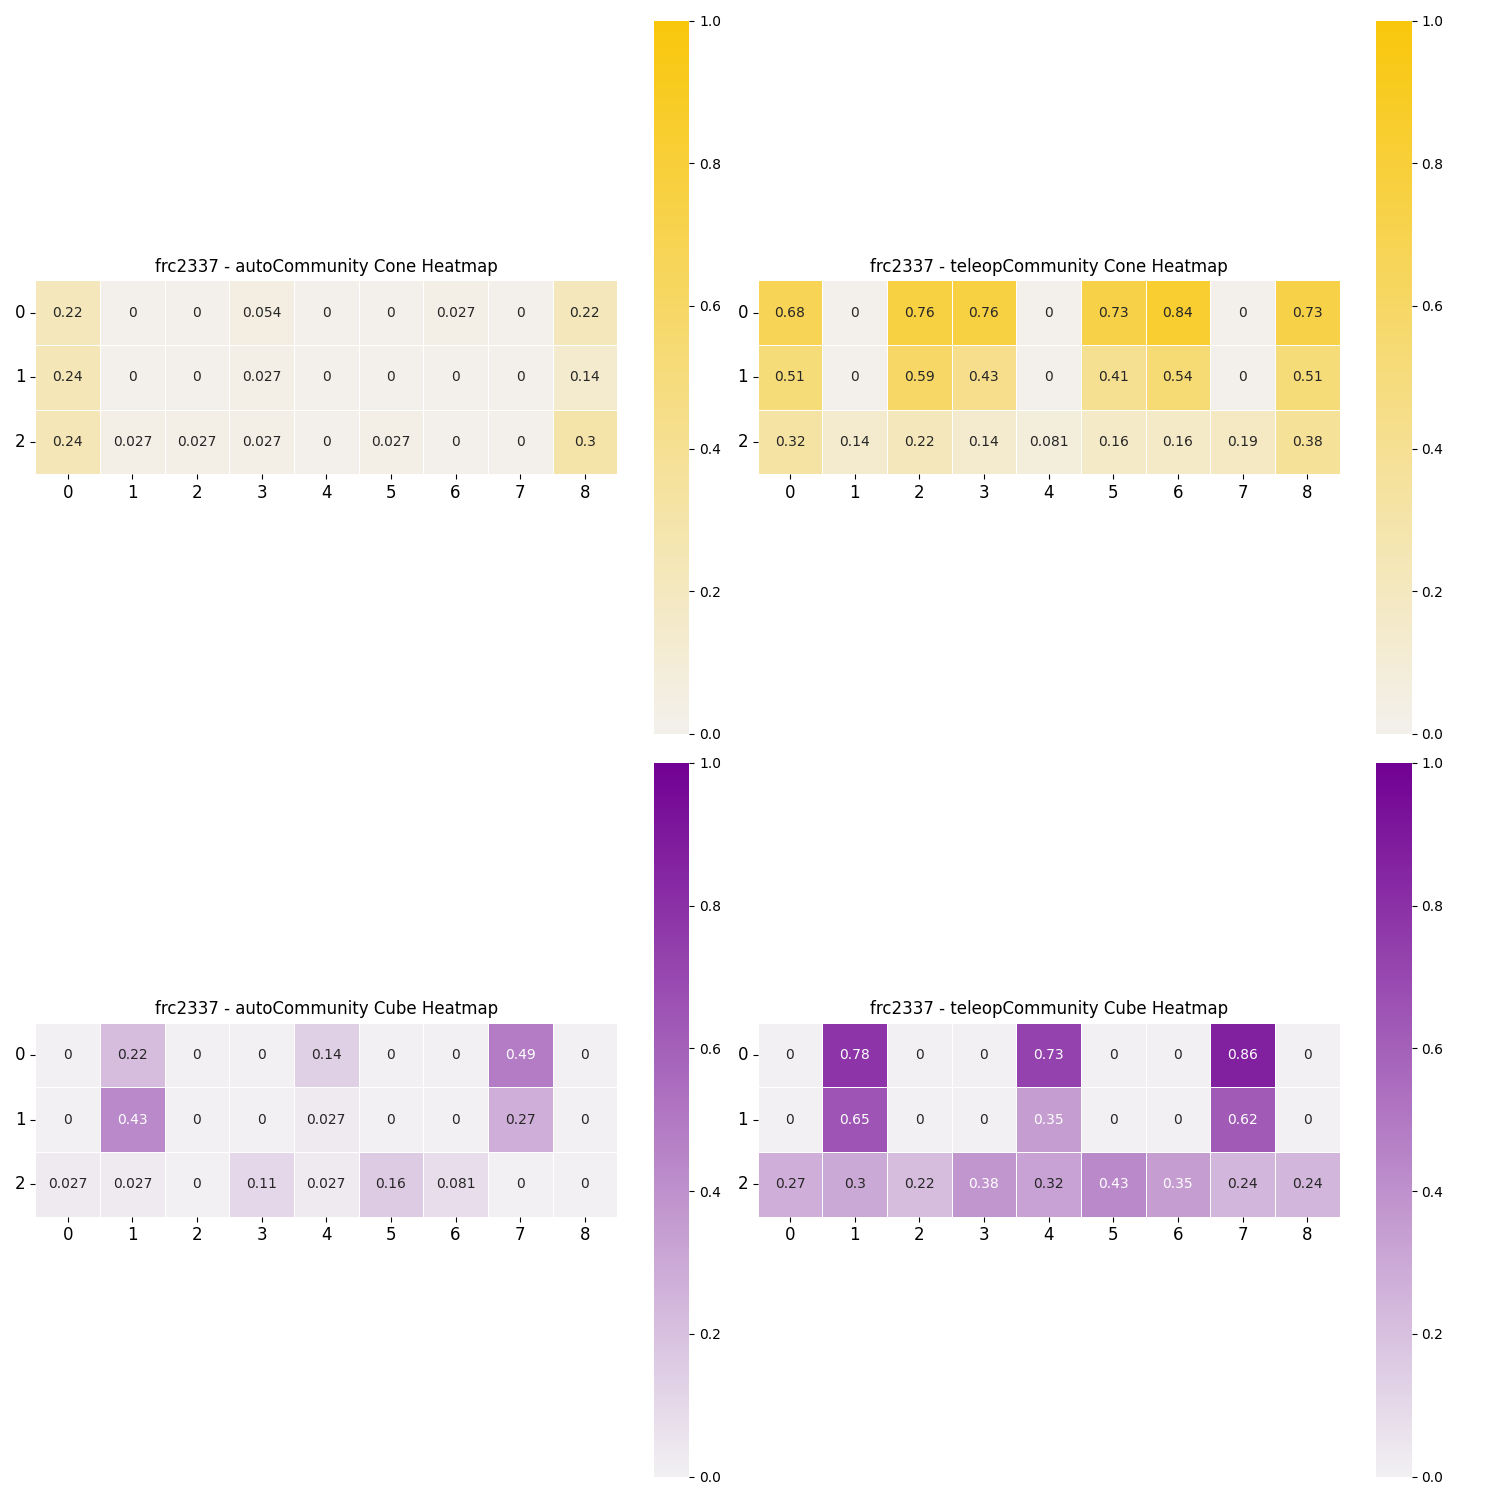 frc2337 - autoCommunity Cone Heatmap
0 0.22 0 0 0.054 0 0 0.027 0 0.22
1 0.24 0 0 0.027 0 0 0 0 0.14
2 0.24 0.027 0.027 0.027 0 0.027 0 0 0.3
0 1 2 3 4 5 6 7 8
1.0
0.8
0.6
0.4
0.2
0.0
frc2337 - teleopCommunity Cone Heatmap
0 0.68 0 0.76 0.76 0 0.73 0.84 0 0.73
1 0.51 0 0.59 0.43 0 0.41 0.54 0 0.51
2 0.32 0.14 0.22 0.14 0.081 0.16 0.16 0.19 0.38
0 1 2 3 4 5 6 7 8
1.0
0.8
0.6
0.4
0.2
0.0
frc2337 - autoCommunity Cube Heatmap
0 0 0.22 0 0 0.14 0 0 0.49 0
1 0 0.43 0 0 0.027 0 0 0.27 0
2 0.027 0.027 0 0.11 0.027 0.16 0.081 0 0
0 1 2 3 4 5 6 7 8
1.0
0.8
0.6
0.4
0.2
0.0
frc2337 - teleopCommunity Cube Heatmap
0 0 0.78 0 0 0.73 0 0 0.86 0
1 0 0.65 0 0 0.35 0 0 0.62 0
2 0.27 0.3 0.22 0.38 0.32 0.43 0.35 0.24 0.24
0 1 2 3 4 5 6 7 8
1.0
0.8
0.6
0.4
0.2
0.0